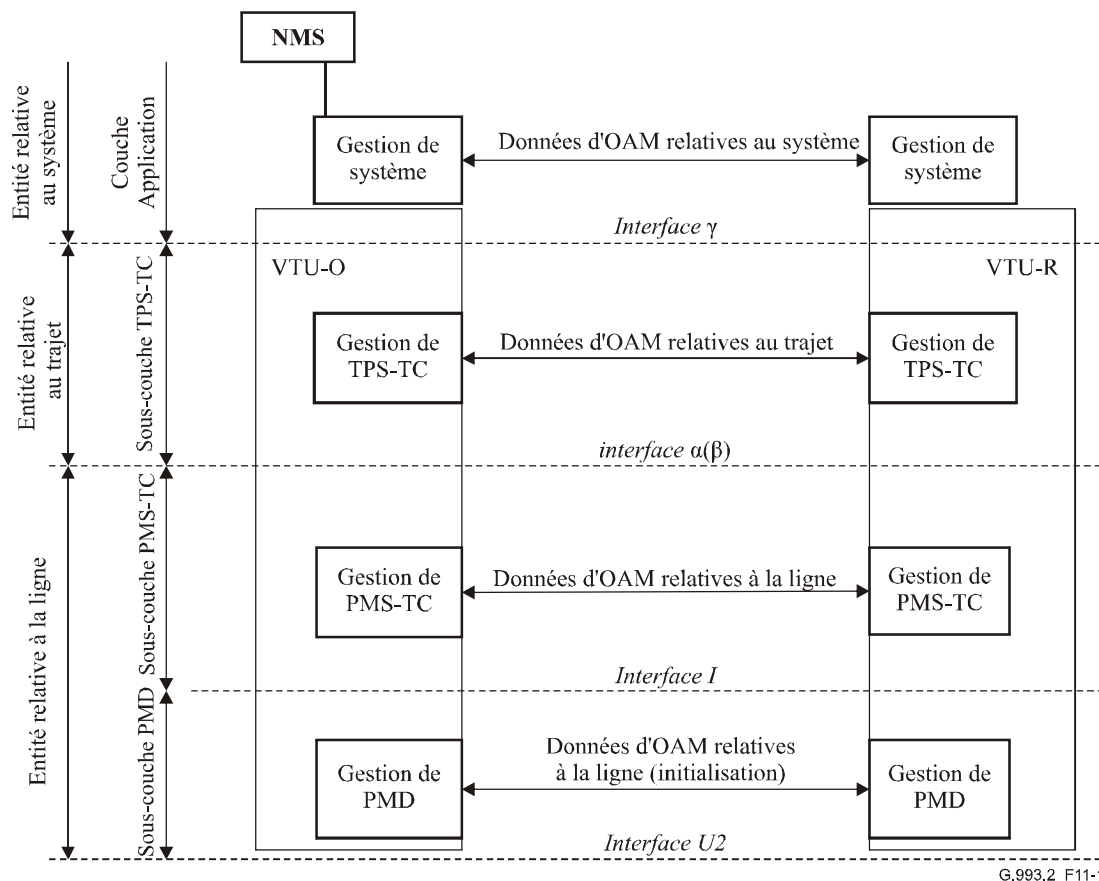 NMS
Entité relative
au système
Couche
Application
Gestion de
système
Données d'OAM relatives au système
Gestion de
système
Interface γ
Entité relative
au trajet
Sous-couche TPS-TC
VTU-O
VTU-R
Gestion de
TPS-TC
Données d'OAM relatives au trajet
Gestion de
TPS-TC
interface α(β)
Entité relative à la ligne
Sous-couche PMS-TC
Gestion de
PMS-TC
Données d'OAM relatives à la ligne
Gestion de
PMS-TC
Interface I
Sous-couche PMD
Gestion de
PMD
Données d'OAM relatives
à la ligne (initialisation)
Gestion de
PMD
Interface U2